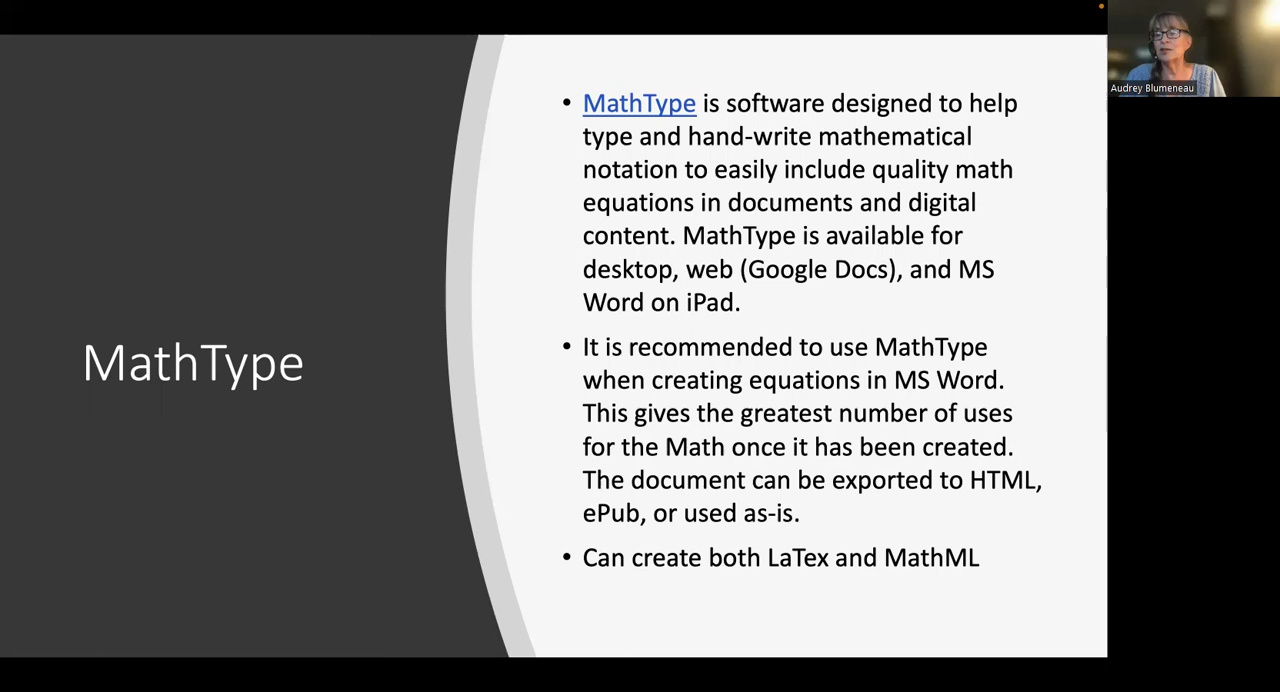 MathType
• MathType is software designed to help
type and hand-write mathematical
notation to easily include quality math
equations in documents and digital
content. MathType is available for
desktop, web (Google Docs), and MS
Word on iPad.
• It is recommended to use MathType
when creating equations in MS Word.
This gives the greatest number of uses
for the Math once it has been created.
The document can be exported to HTML,
ePub, or used as-is.
• Can create both LaTex and MathML
Audrey Blumeneau